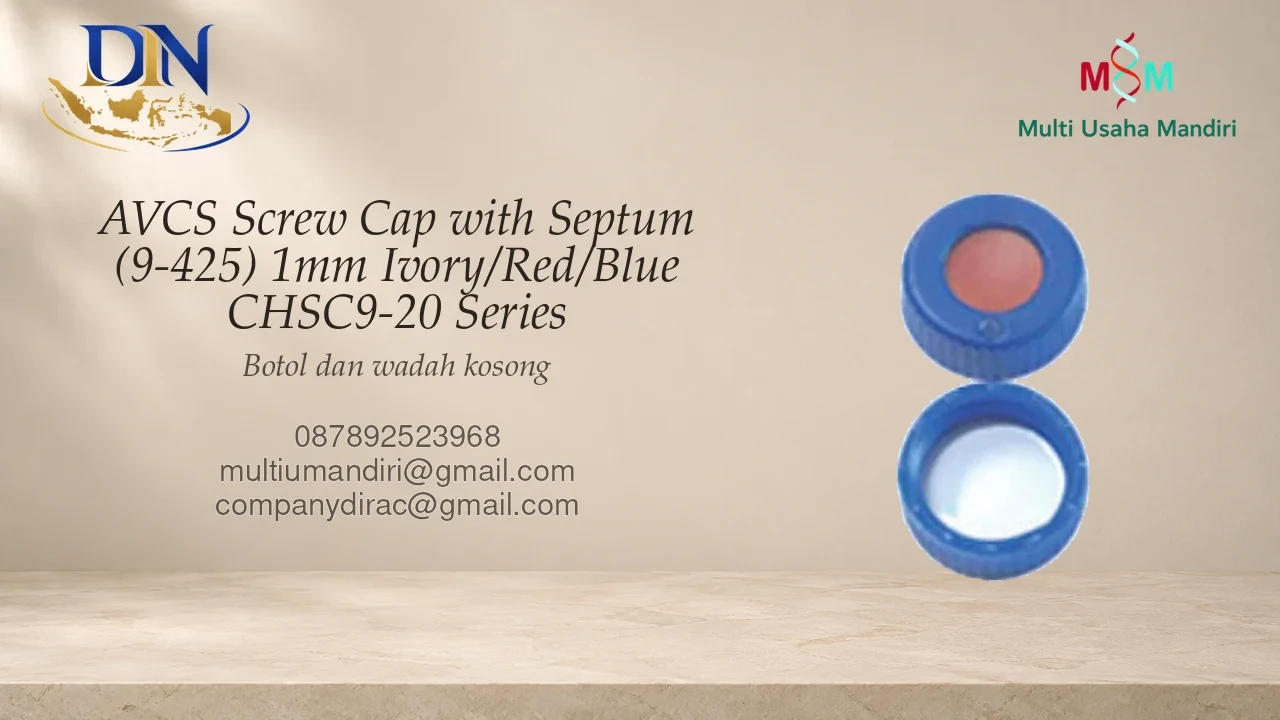 DN
M M
Multi Usaha Mandiri
AVCS Screw Cap with Septum
(9-425) 1mm Ivory/Red/Blue
CHSC9-20 Series
Botol dan wadah kosong
087892523968
multiumandiri@gmail.com
companydirac@gmail.com